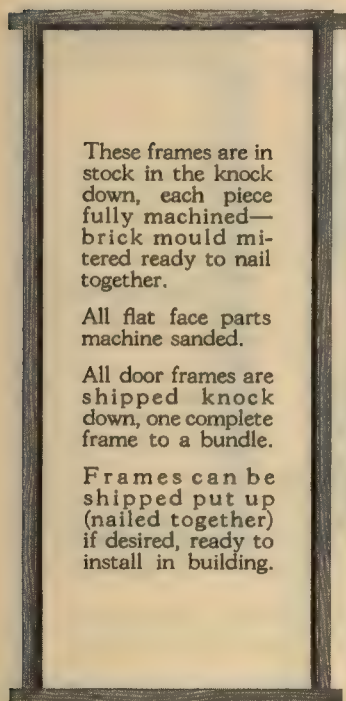 These frames are in
stock in the knock
down, each piece
fully machined—
brick mould mi-
tered ready to nail
together.
All flat face parts
machine sanded.
All door frames are
shipped knock
down, one complete
frame to a bundle.
Frames can be
shipped put up
(nailed together)
if desired, ready to
install in building.